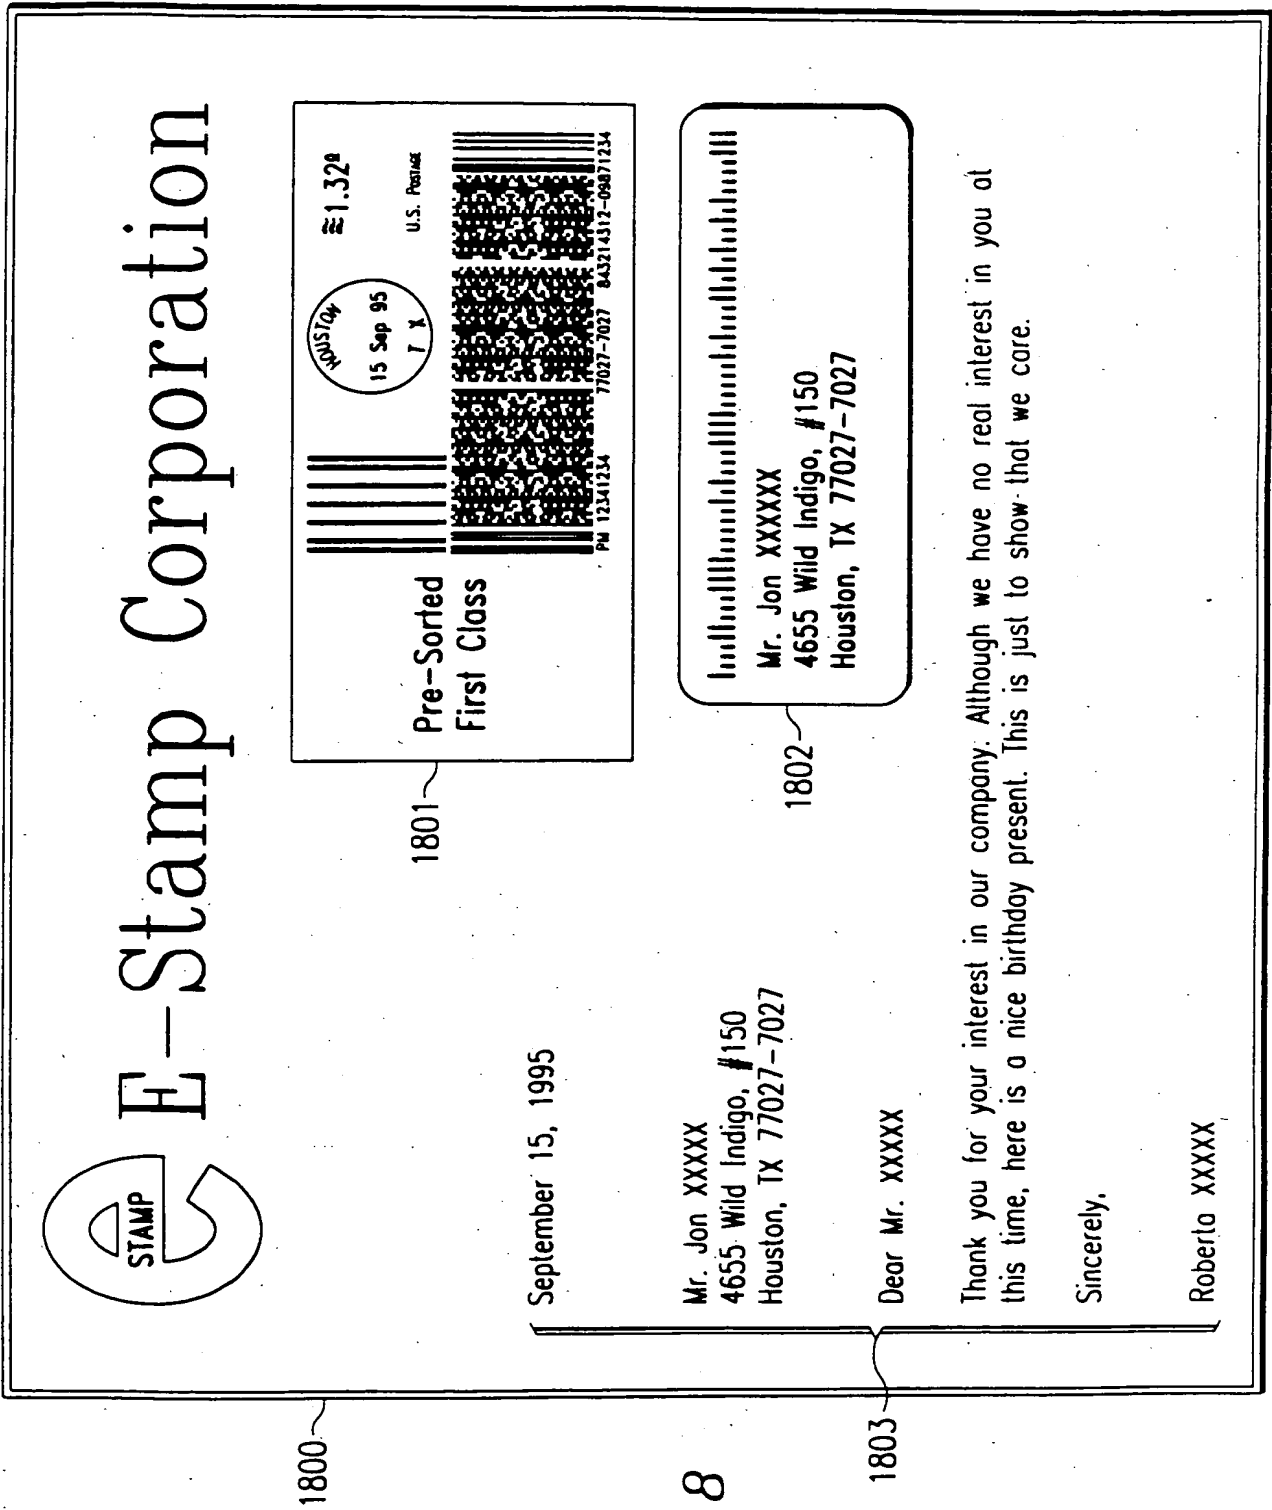 STAMP
E-Stamp Corporation
Pre-Sorted
First Class
HOUSTON
15 Sep 95
T X
≅1.32⁰
U.S. POSTAGE
PM 12341234 77027-7027 843214312-09871234
1801
Mr. Jon XXXXXX
4655 Wild Indigo, #150
Houston, TX 77027-7027
1802
September 15, 1995
Mr. Jon XXXXX
4655 Wild Indigo, #150
Houston, TX 77027-7027
Dear Mr. XXXXX
Thank you for your interest in our company. Although we have no real interest in you at
this time, here is a nice birthday present. This is just to show that we care.
Sincerely,
Roberta XXXXX
1803
1800
8